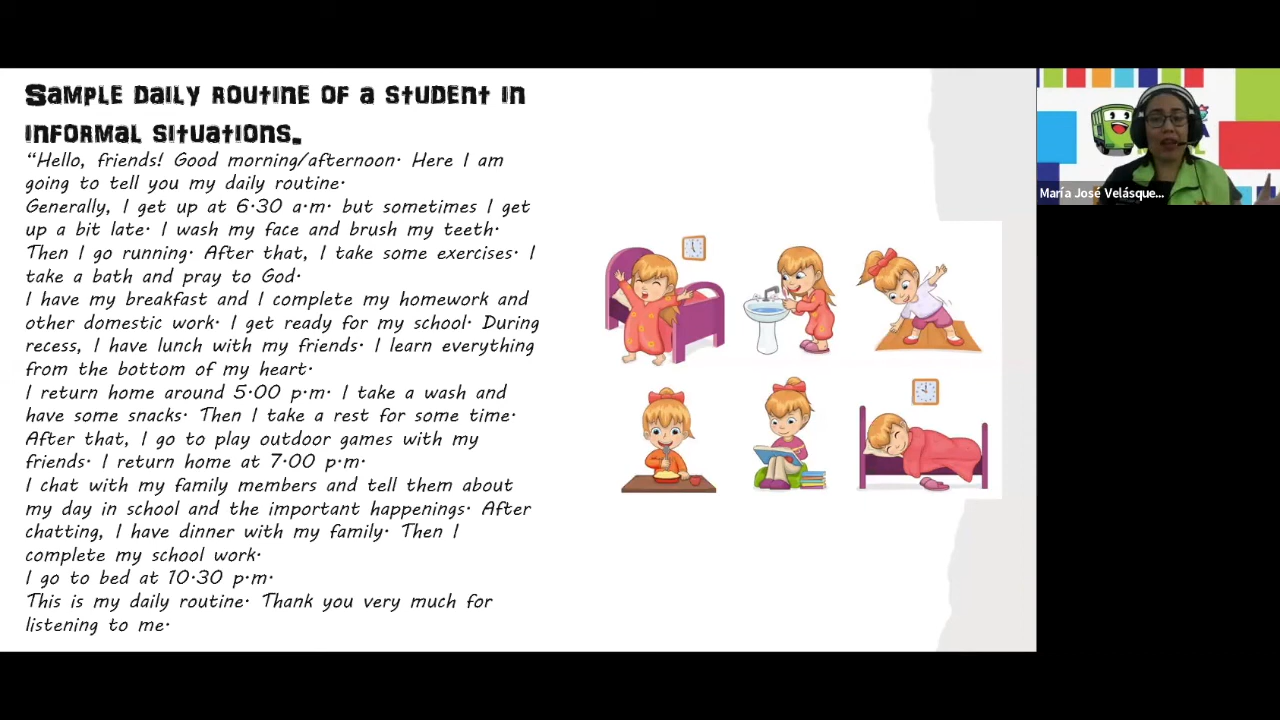 SAMPLE DAILY ROUTINE OF A STUDENT IN
INFORMAL SITUATIONS.
“Hello, friends! Good morning/afternoon. Here I am
going to tell you my daily routine.
Generally, I get up at 6.30 a.m. but sometimes I get
up a bit late. I wash my face and brush my teeth.
Then I go running. After that, I take some exercises. I
take a bath and pray to God.
I have my breakfast and I complete my homework and
other domestic work. I get ready for my school. During
recess, I have lunch with my friends. I learn everything
from the bottom of my heart.
I return home around 5.00 p.m. I take a wash and
have some snacks. Then I take a rest for some time.
After that, I go to play outdoor games with my
friends. I return home at 7.00 p.m.
I chat with my family members and tell them about
my day in school and the important happenings. After
chatting, I have dinner with my family. Then I
complete my school work.
I go to bed at 10.30 p.m.
This is my daily routine. Thank you very much for
listening to me.
María José Velásque...